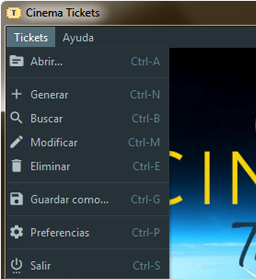 T Cinema Tickets
Tickets Ayuda
Abrir... Ctrl-A
Generar Ctrl-N
Buscar Ctrl-B
Modificar Ctrl-M
Eliminar Ctrl-E
Guardar como... Ctrl-G
Preferencias Ctrl-P
Salir Ctrl-S
CIN